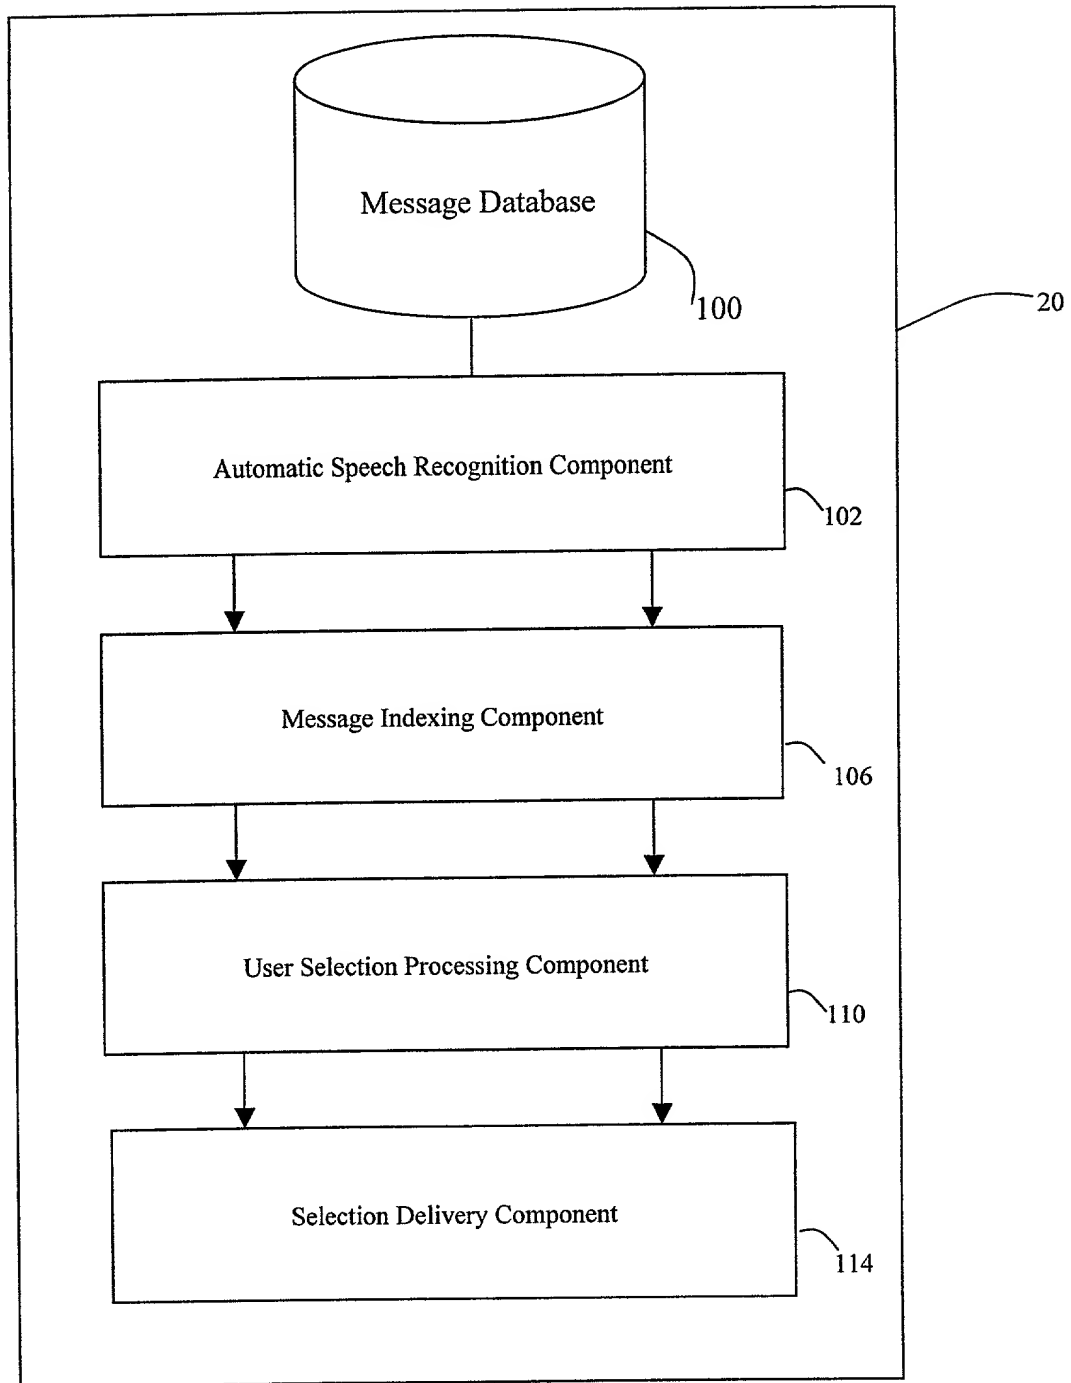 Message Database
100
20
Automatic Speech Recognition Component
102
Message Indexing Component
106
User Selection Processing Component
110
Selection Delivery Component
114